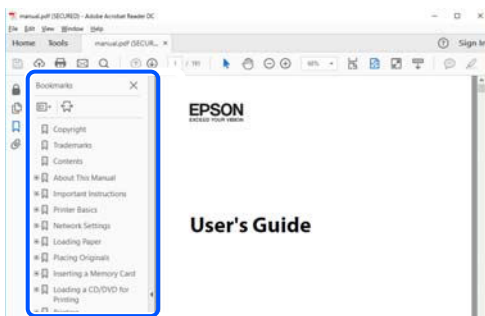 manual.pdf (SECURED) - Adobe Acrobat Reader DC
File Edit View Window Help
Home Tools manual.pdf (SECUR... × Sign In
1 / 191
Bookmarks ×
Copyright
Trademarks
Contents
About This Manual
Important Instructions
Printer Basics
Network Settings
Loading Paper
Placing Originals
Inserting a Memory Card
Loading a CD/DVD for
Printing
EPSON
EXCEED YOUR VISION
User's Guide